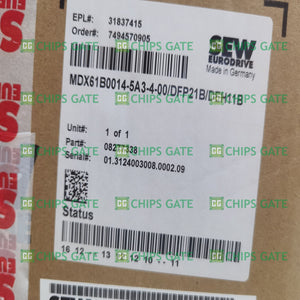 EPL#: 31837415
Order#: 7494570905
SEW
EURODRIVE
Made in Germany
MDX61B0014-5A3-4-00/DFP21B/DEH11B
Unit#: 1 of 1
Part#:
Serial#: 01.3124003008.0002.09
Status
DG CHIPS GATE